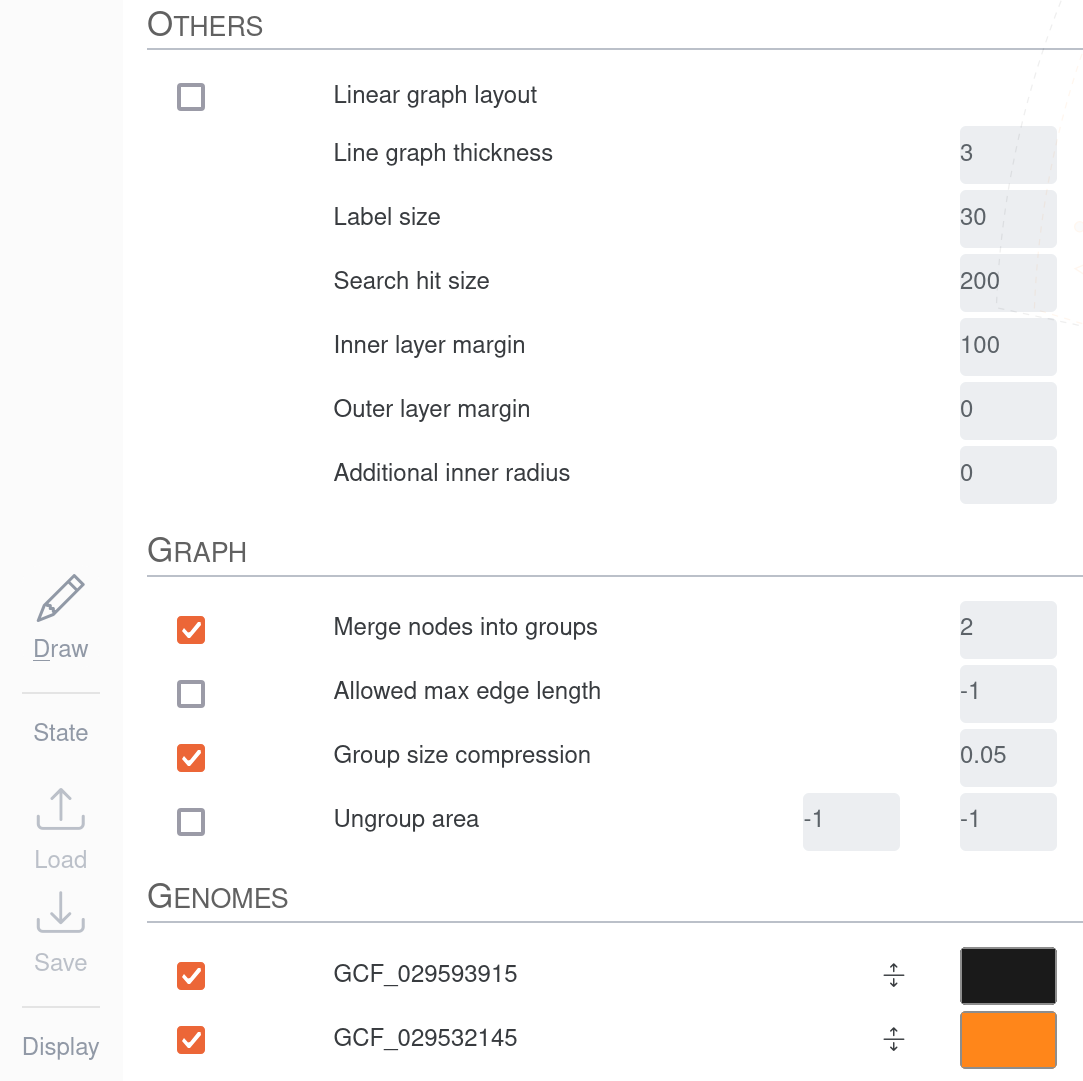 OTHERS
Linear graph layout
Line graph thickness 3
Label size 30
Search hit size 200
Inner layer margin 100
Outer layer margin 0
Additional inner radius 0
GRAPH
Merge nodes into groups 2
Allowed max edge length -1
Group size compression 0.05
Ungroup area -1 -1
GENOMES
GCF_029593915
GCF_029532145
Draw
State
Load
Save
Display